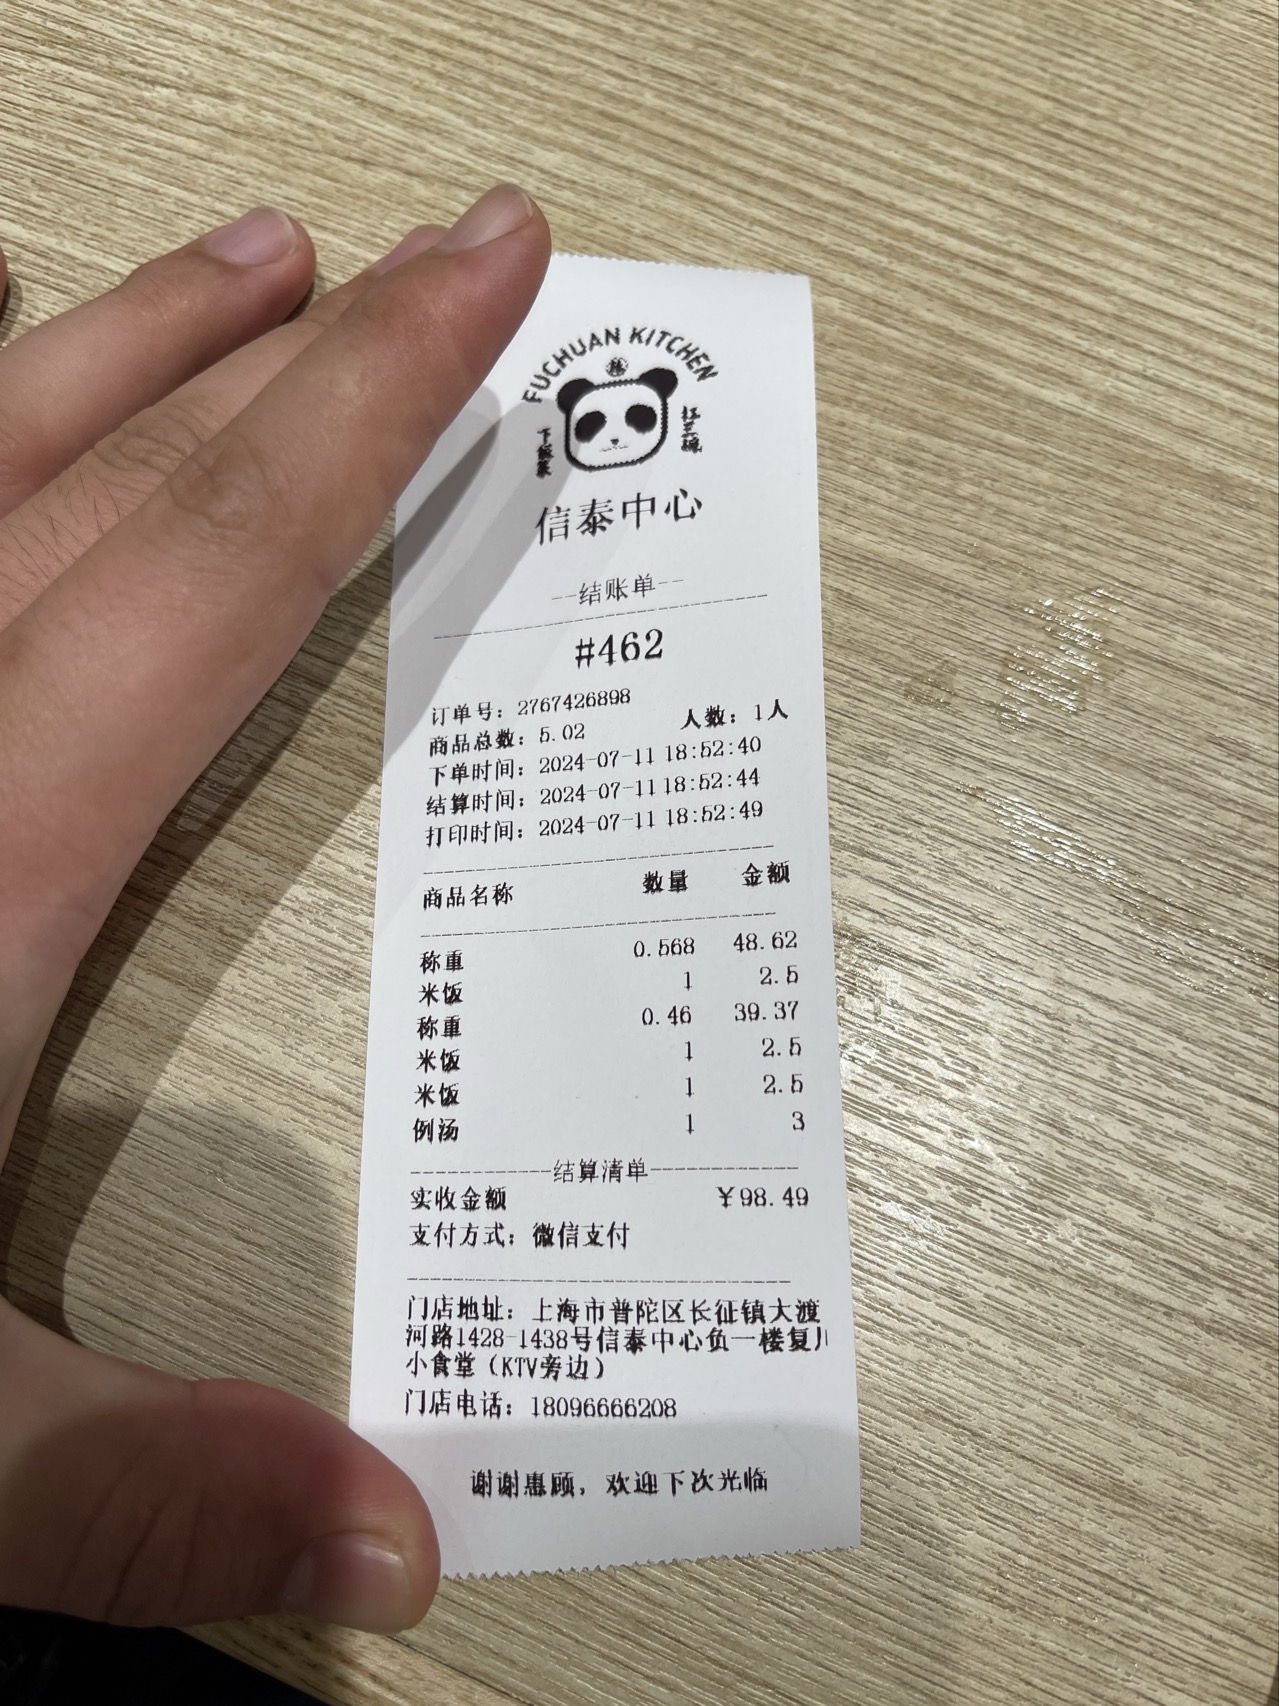 FUCHUAN KITCHEN
下饭菜
扛三碗
信泰中心
--结账单--
#462
订单号：2767426898
商品总数：5.02 人数：1人
下单时间：2024-07-11 18:52:40
结算时间：2024-07-11 18:52:44
打印时间：2024-07-11 18:52:49
商品名称 数量 金额
称重 0.568 48.62
米饭 1 2.5
称重 0.46 39.37
米饭 1 2.5
米饭 1 2.5
例汤 1 3
------------结算清单------------
实收金额 ￥98.49
支付方式：微信支付
门店地址：上海市普陀区长征镇大渡
河路1428-1438号信泰中心负一楼复川
小食堂（KTV旁边）
门店电话：18096666208
谢谢惠顾，欢迎下次光临